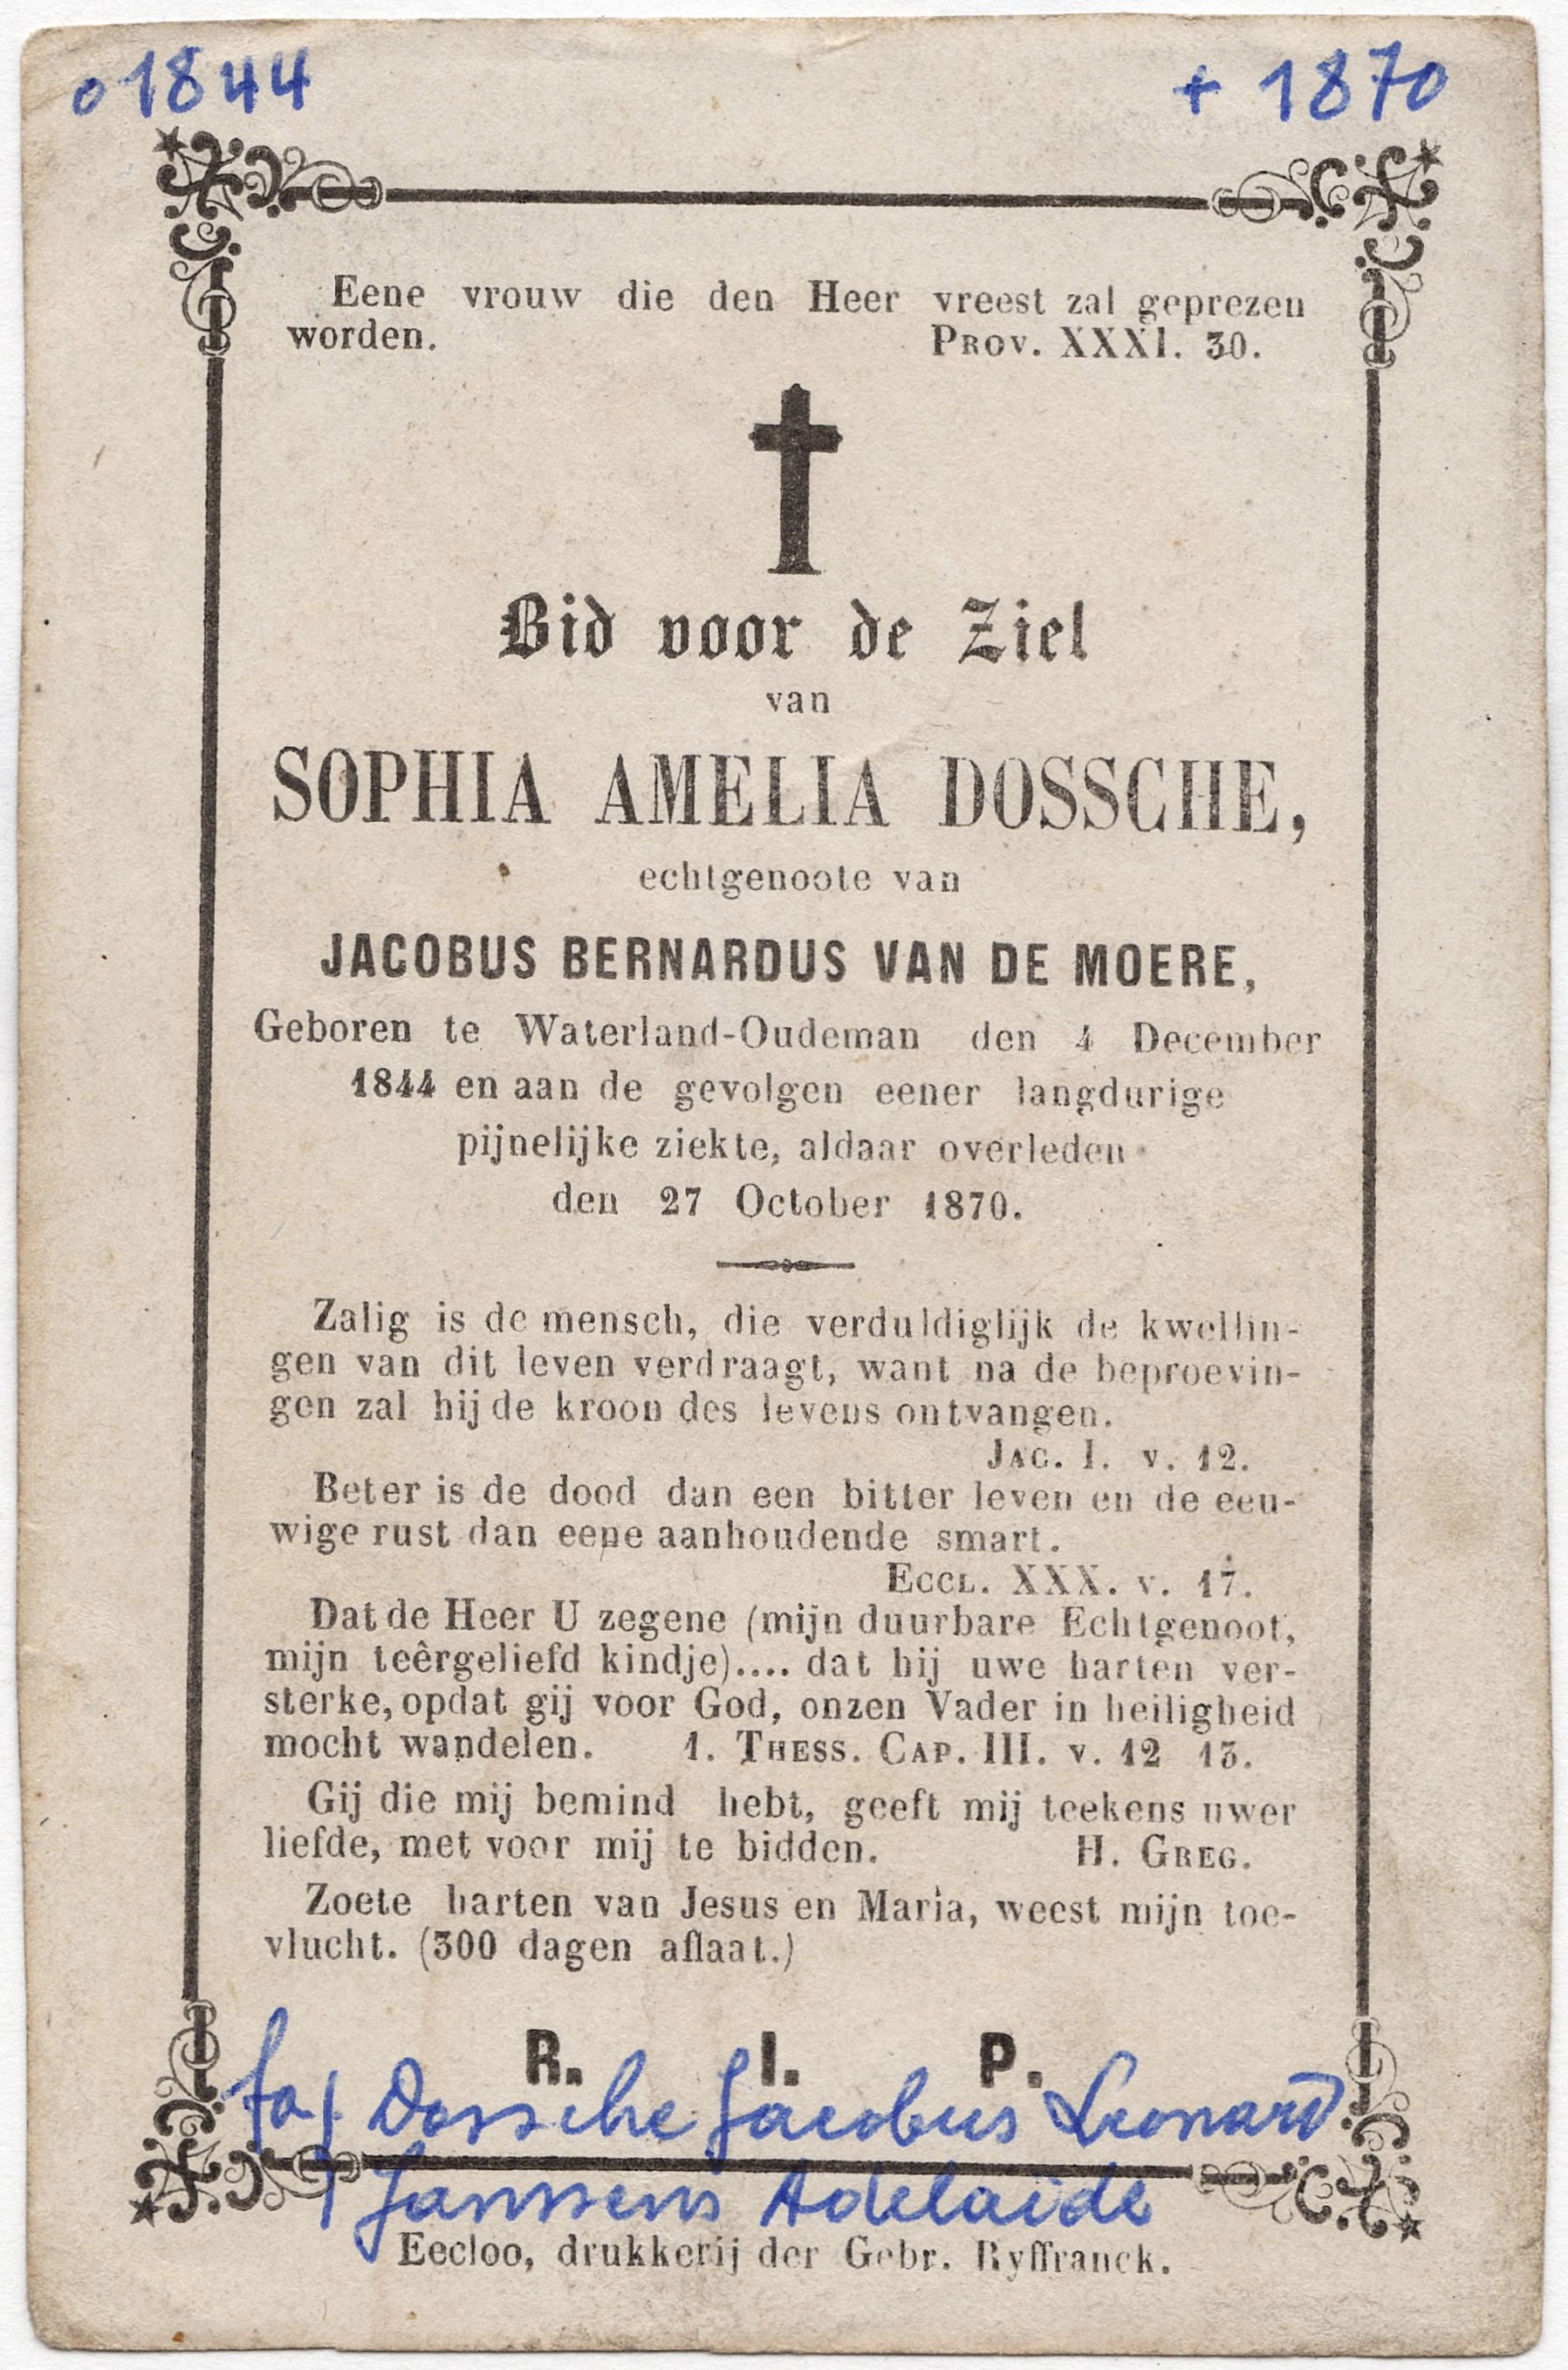 o 1844 + 1870
Eene vrouw die den Heer vreest zal geprezen
worden. PROV. XXXI. 30.
Bid voor de Ziel
van
SOPHIA AMELIA DOSSCHE,
echtgenoote van
JACOBUS BERNARDUS VAN DE MOERE,
Geboren te Waterland-Oudeman den 4 December
1844 en aan de gevolgen eener langdurige
pijnelijke ziekte, aldaar overleden
den 27 October 1870.
Zalig is de mensch, die verduldiglijk de kwellin-
gen van dit leven verdraagt, want na de beproevin-
gen zal hij de kroon des levens ontvangen.
JAC. I. v. 12.
Beter is de dood dan een bitter leven en de eeu-
wige rust dan eene aanhoudende smart.
ECCL. XXX. v. 17.
Dat de Heer U zegene (mijn duurbare Echtgenoot,
mijn teêrgeliefd kindje).... dat hij uwe harten ver-
sterke, opdat gij voor God, onzen Vader in heiligheid
mocht wandelen. 1. THESS. CAP. III. v. 12 13.
Gij die mij bemind hebt, geeft mij teekens uwer
liefde, met voor mij te bidden. H. GREG.
Zoete harten van Jesus en Maria, weest mijn toe-
vlucht. (300 dagen aflaat.)
R. I. P.
fa/ Dossche Jacobus Leonard
Janssens Adelaïde
Eecloo, drukkerij der Gebr. Ryffranck.